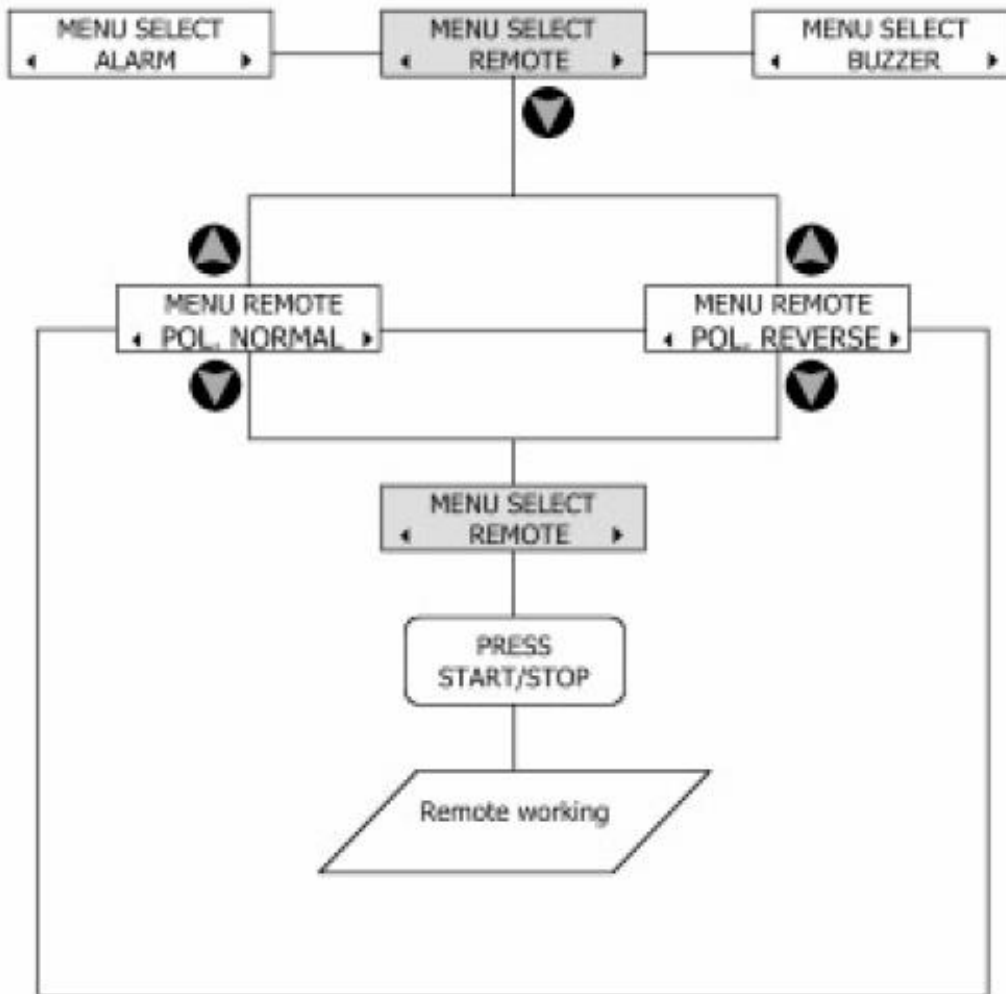 MENU SELECT
ALARM
MENU SELECT
REMOTE
MENU SELECT
BUZZER
MENU REMOTE
POL. NORMAL
MENU REMOTE
POL. REVERSE
MENU SELECT
REMOTE
PRESS
START/STOP
Remote working